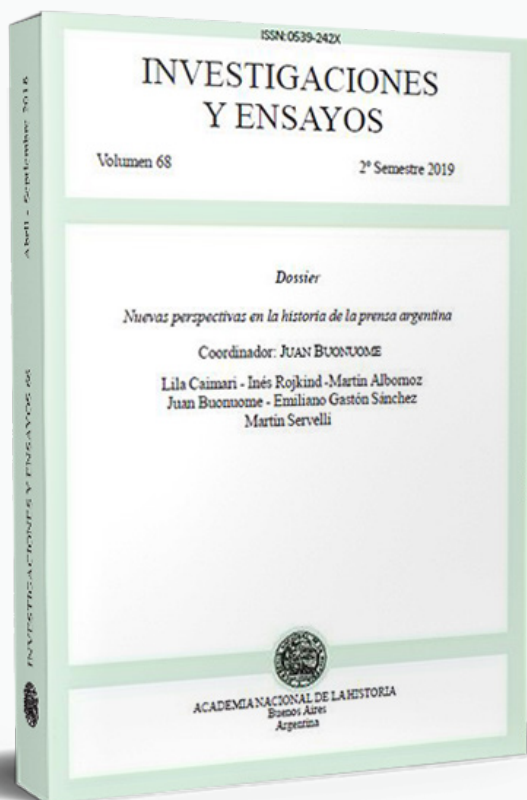 ISSN:0539-242X
INVESTIGACIONES
Y ENSAYOS
Volumen 68
2º Semestre 2019
Dossier
Nuevas perspectivas en la historia de la prensa argentina
Coordinador: JUAN BUONUOME
Lila Caimari - Inés Rojkind -Martín Albornoz
Juan Buonuome - Emiliano Gastón Sánchez
Martín Servelli
ACADEMIA NACIONAL DE LA HISTORIA
Buenos Aires
Argentina
Abril - Septiembre 2018
INVESTIGACIONES Y ENSAYOS 66